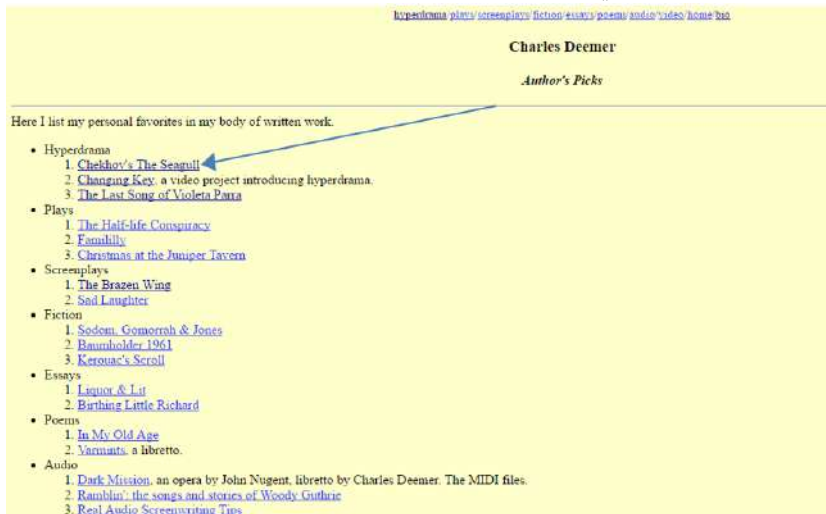 hyperdrama/plays/screenplays/fiction/essays/poems/audio/video/home/bio
Charles Deemer
Author's Picks
Here I list my personal favorites in my body of written work.
• Hyperdrama
1. Chekhov's The Seagull
2. Changing Key, a video project introducing hyperdrama.
3. The Last Song of Violeta Parra
• Plays
1. The Half-life Conspiracy
2. Famililly
3. Christmas at the Juniper Tavern
• Screenplays
1. The Brazen Wing
2. Sad Laughter
• Fiction
1. Sodom, Gomorrah & Jones
2. Baumholder 1961
3. Kerouac's Scroll
• Essays
1. Liquor & Lit
2. Birthing Little Richard
• Poems
1. In My Old Age
2. Varmints, a libretto.
• Audio
1. Dark Mission, an opera by John Nugent, libretto by Charles Deemer. The MIDI files.
2. Ramblin': the songs and stories of Woody Guthrie
3. Real Audio Screenwriting Tips